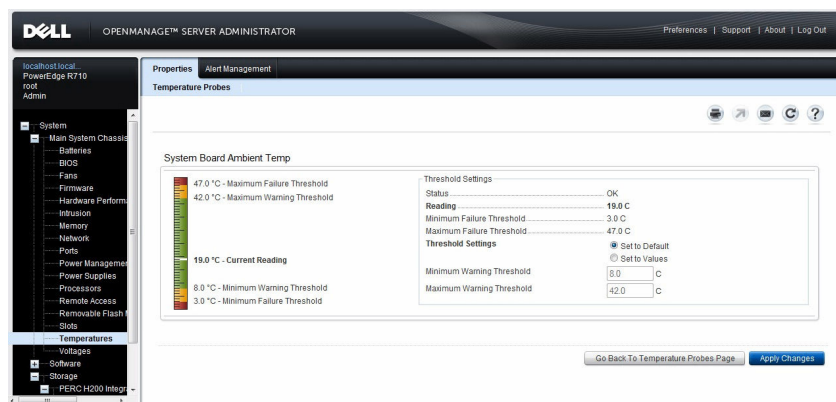 DELL OPENMANAGE™ SERVER ADMINISTRATOR
Preferences | Support | About | Log Out
localhost.local...
PowerEdge R710
root
Admin
Properties Alert Management
Temperature Probes
System
Main System Chassis
Batteries
BIOS
Fans
Firmware
Hardware Performa
Intrusion
Memory
Network
Ports
Power Managemen
Power Supplies
Processors
Remote Access
Removable Flash M
Slots
Temperatures
Voltages
Software
Storage
PERC H200 Integra
System Board Ambient Temp
47.0 °C - Maximum Failure Threshold
42.0 °C - Maximum Warning Threshold
19.0 °C - Current Reading
8.0 °C - Minimum Warning Threshold
3.0 °C - Minimum Failure Threshold
Threshold Settings
Status OK
Reading 19.0 C
Minimum Failure Threshold 3.0 C
Maximum Failure Threshold 47.0 C
Threshold Settings Set to Default
Set to Values
Minimum Warning Threshold 8.0 C
Maximum Warning Threshold 42.0 C
Go Back To Temperature Probes Page Apply Changes